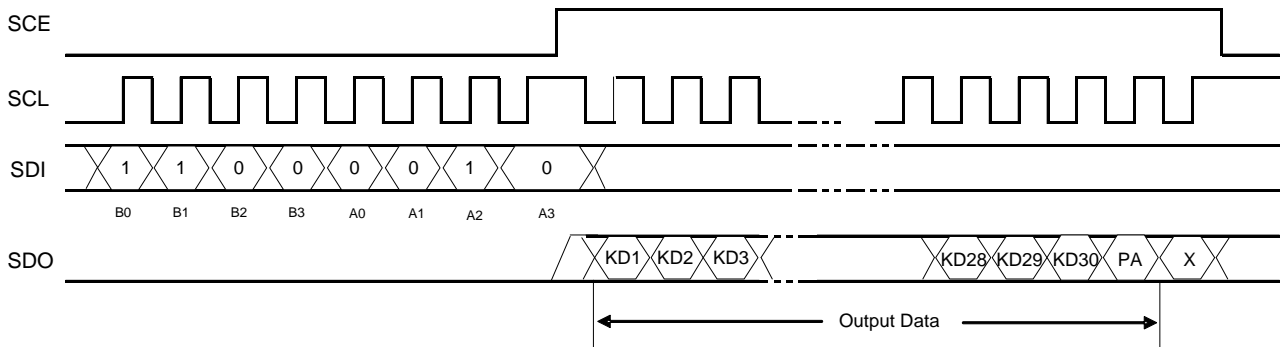 SCE
SCL
SDI
1 1 0 0 0 0 1 0
B0 B1 B2 B3 A0 A1 A2 A3
SDO
KD1 KD2 KD3 KD28 KD29 KD30 PA X
Output Data